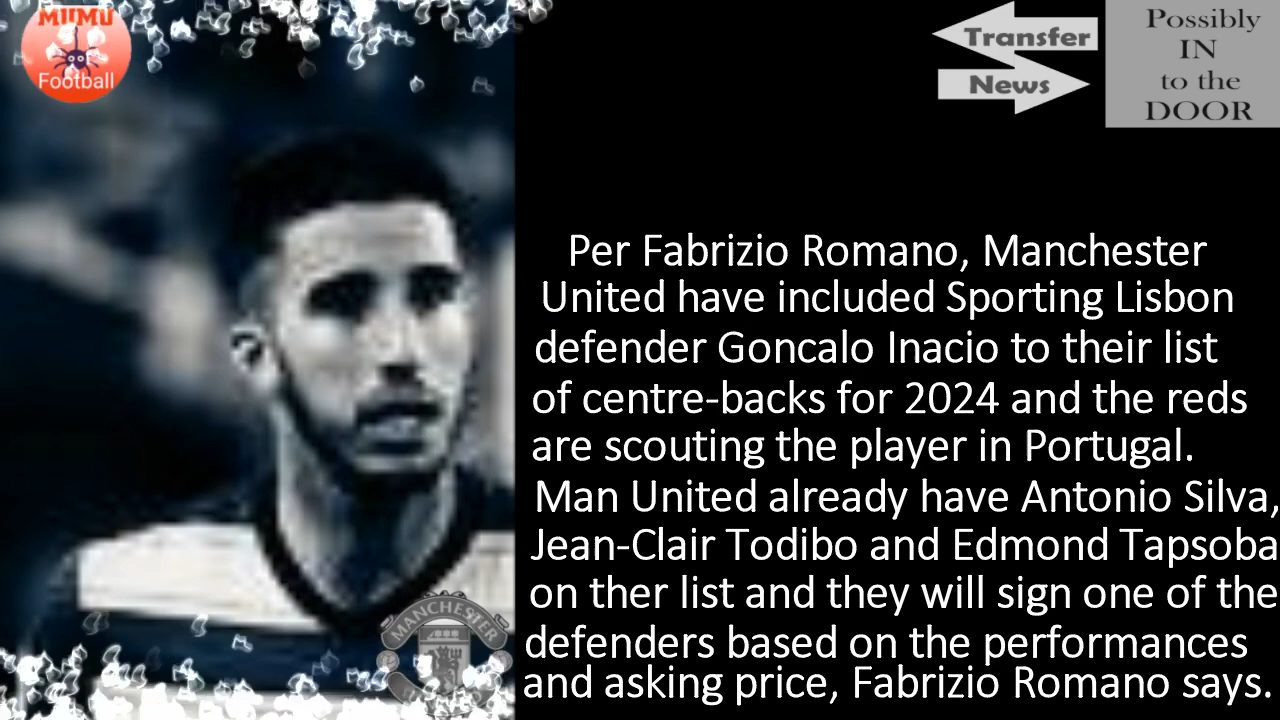 MUMU
Football
Transfer
News
Possibly
IN
to the
DOOR
Per Fabrizio Romano, Manchester
United have included Sporting Lisbon
defender Goncalo Inacio to their list
of centre-backs for 2024 and the reds
are scouting the player in Portugal.
Man United already have Antonio Silva,
Jean-Clair Todibo and Edmond Tapsoba
on ther list and they will sign one of the
defenders based on the performances
and asking price, Fabrizio Romano says.
MANCHESTER